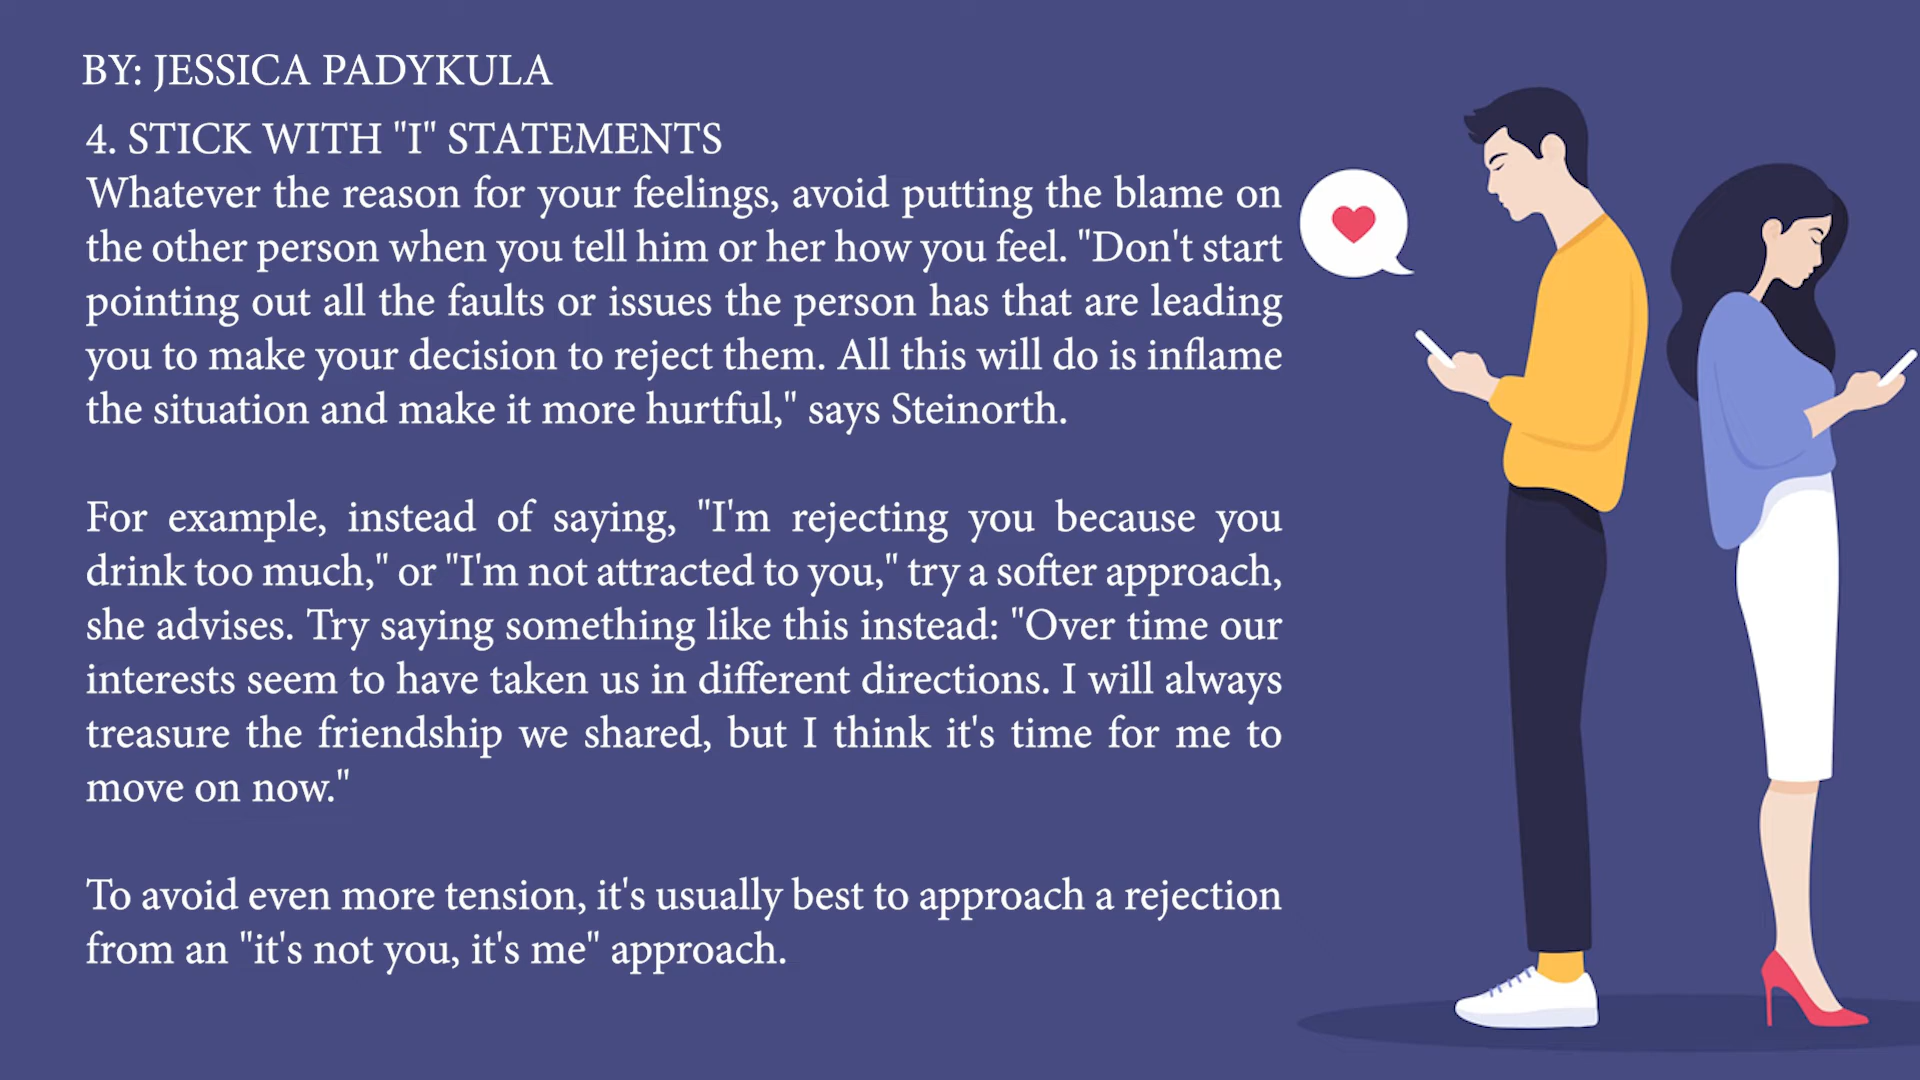 BY: JESSICA PADYKULA
4. STICK WITH "I" STATEMENTS
Whatever the reason for your feelings, avoid putting the blame on
the other person when you tell him or her how you feel. "Don't start
pointing out all the faults or issues the person has that are leading
you to make your decision to reject them. All this will do is inflame
the situation and make it more hurtful," says Steinorth.
For example, instead of saying, "I'm rejecting you because you
drink too much," or "I'm not attracted to you," try a softer approach,
she advises. Try saying something like this instead: "Over time our
interests seem to have taken us in different directions. I will always
treasure the friendship we shared, but I think it's time for me to
move on now."
To avoid even more tension, it's usually best to approach a rejection
from an "it's not you, it's me" approach.